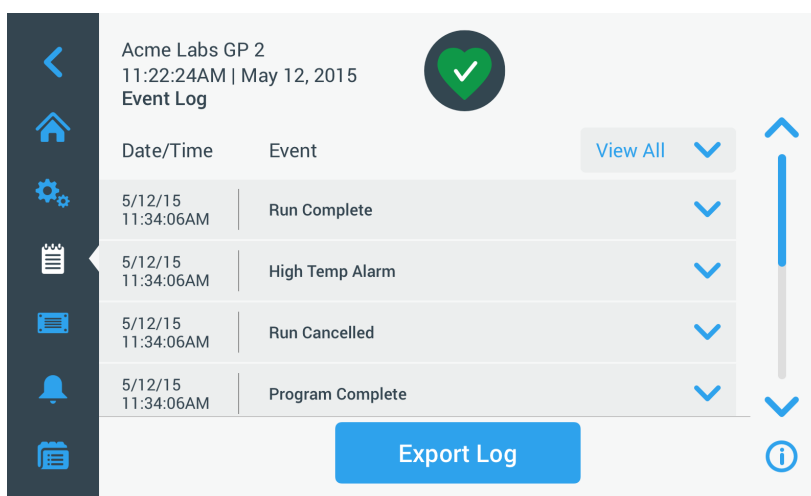 Acme Labs GP 2
11:22:24AM | May 12, 2015
Event Log
Date/Time Event View All
5/12/15
11:34:06AM
Run Complete
5/12/15
11:34:06AM
High Temp Alarm
5/12/15
11:34:06AM
Run Cancelled
5/12/15
11:34:06AM
Program Complete
Export Log